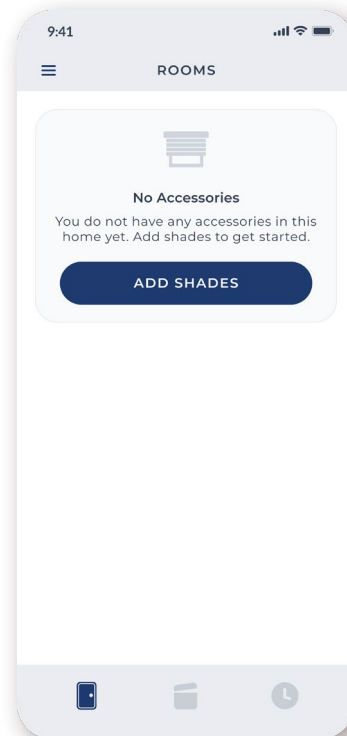 9:41
ROOMS
No Accessories
You do not have any accessories in this
home yet. Add shades to get started.
ADD SHADES